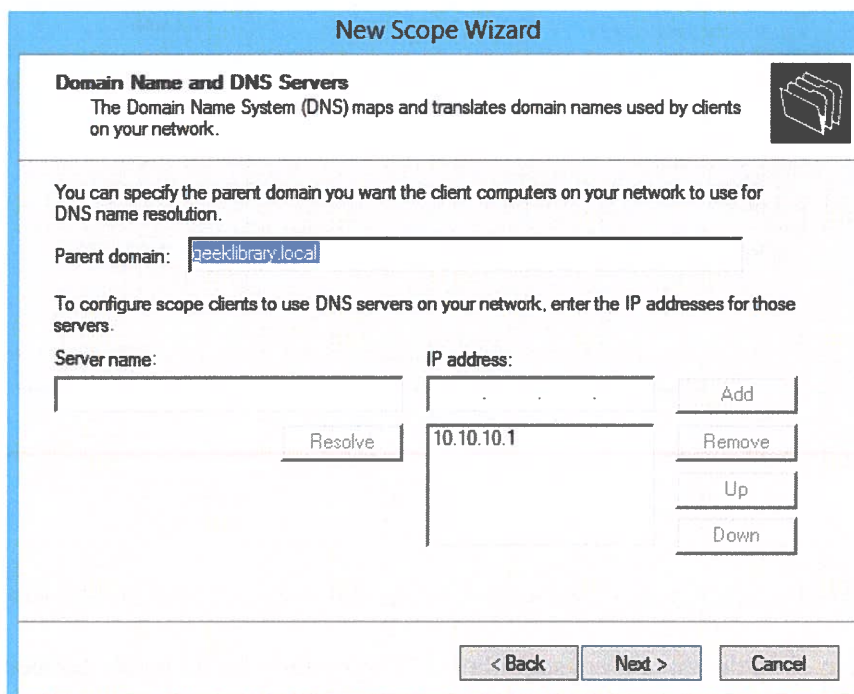 New Scope Wizard
Domain Name and DNS Servers
The Domain Name System (DNS) maps and translates domain names used by clients
on your network.
You can specify the parent domain you want the client computers on your network to use for
DNS name resolution.
Parent domain: geeklibrary.local
To configure scope clients to use DNS servers on your network, enter the IP addresses for those
servers.
Server name: IP address:
. . . Add
Resolve 10.10.10.1 Remove
Up
Down
< Back Next > Cancel